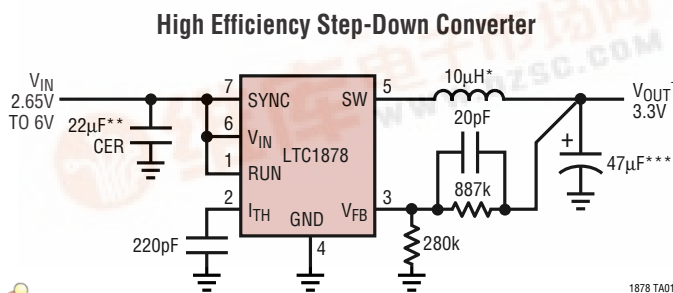 High Efficiency Step-Down Converter
VIN
2.65V
TO 6V
22µF**
CER
7
SYNC
6
VIN
1
RUN
2
ITH
LTC1878
GND
4
SW
5
VFB
3
220pF
10µH*
20pF
887k
280k
VOUT†
3.3V
+
47µF***
1878 TA01